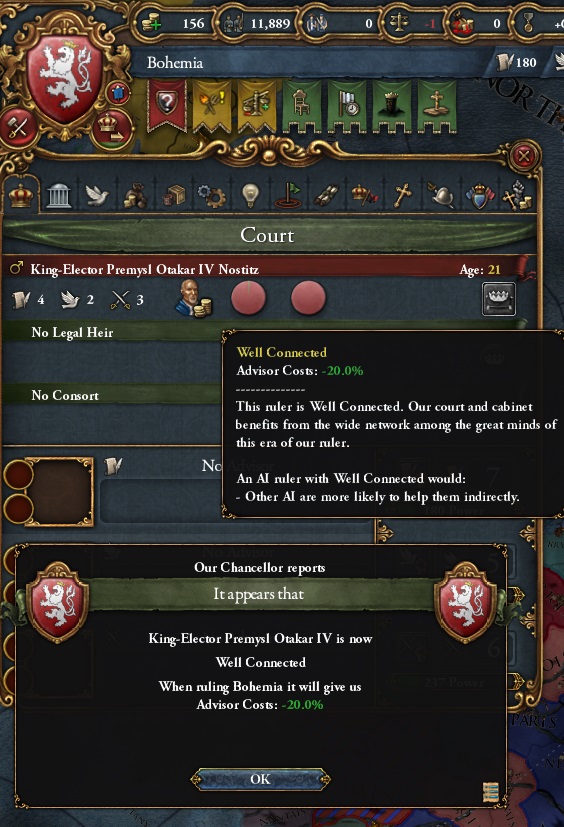 156
11,889
0
-1
0
Bohemia
180
Court
King-Elector Premysl Otakar IV Nostitz
Age: 21
4
2
3
No Legal Heir
No Consort
Well Connected
Advisor Costs: -20.0%
--------------
This ruler is Well Connected. Our court and cabinet
benefits from the wide network among the great minds of
this era of our ruler.
An AI ruler with Well Connected would:
- Other AI are more likely to help them indirectly.
Our Chancellor reports
It appears that
King-Elector Premysl Otakar IV is now
Well Connected
When ruling Bohemia it will give us
Advisor Costs: -20.0%
OK